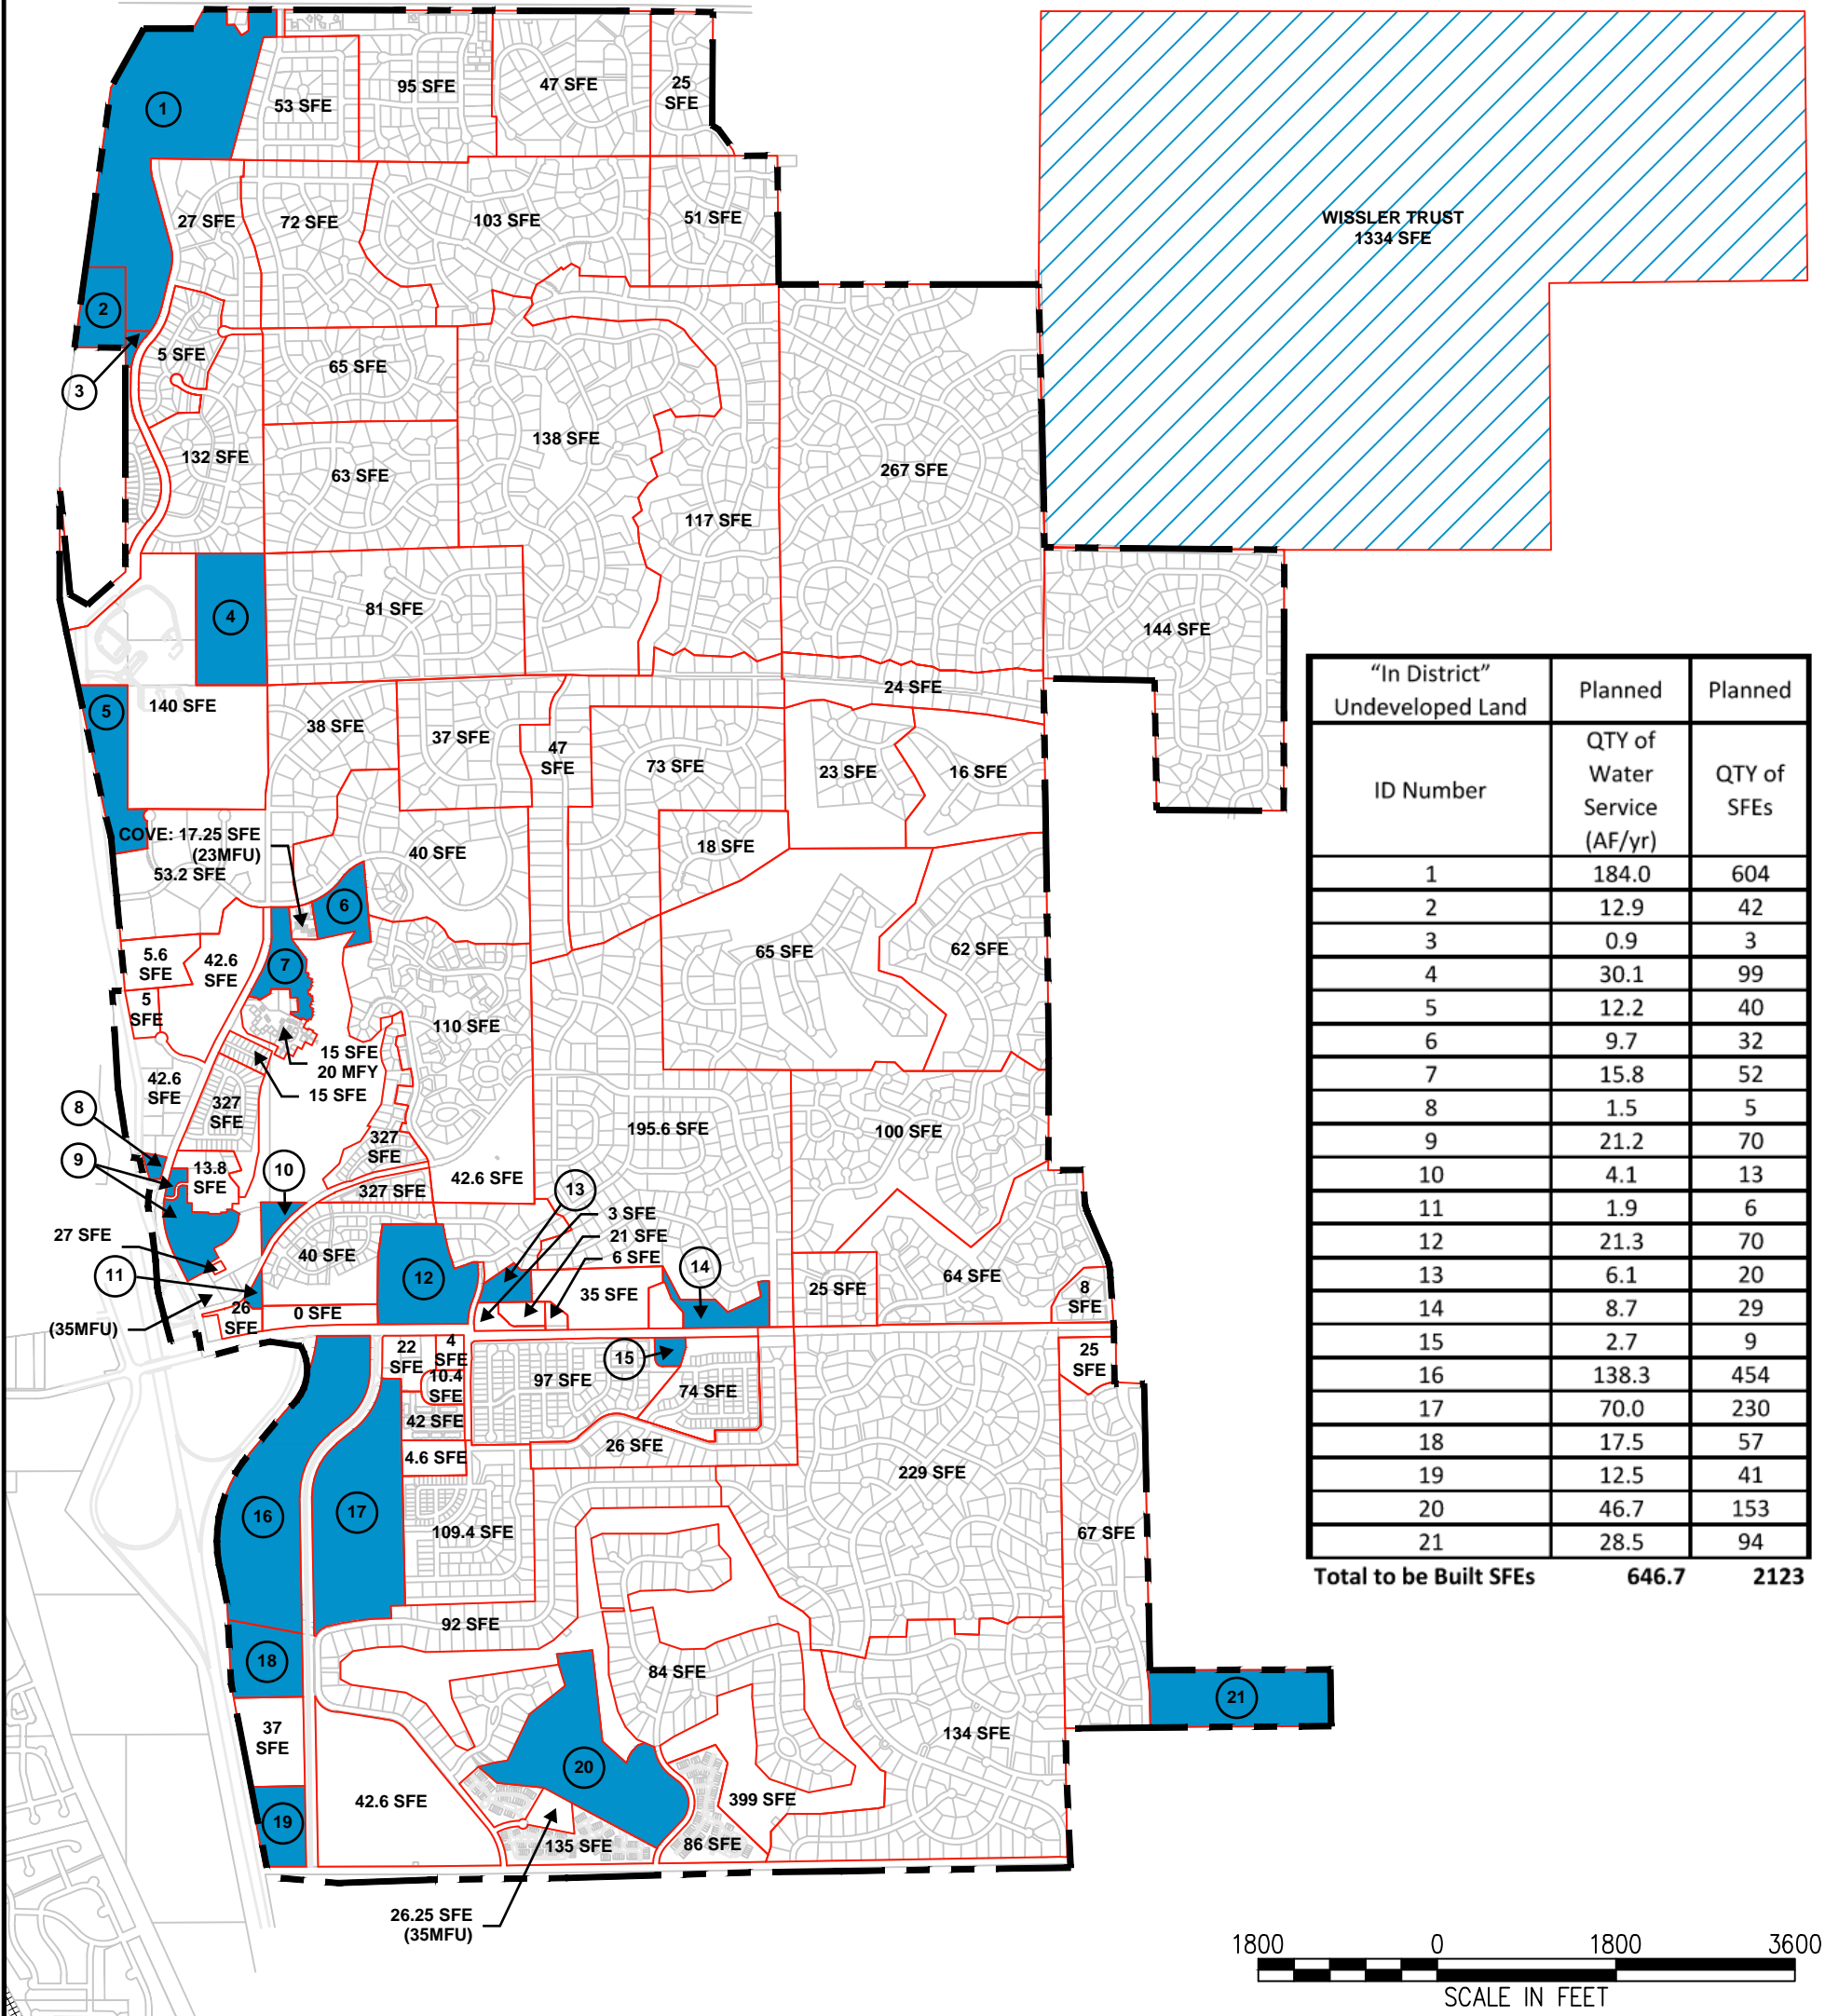 95 SFE
47 SFE
25
SFE
53 SFE
1
27 SFE
72 SFE
103 SFE
51 SFE
WISSLER TRUST
1334 SFE
2
3
5 SFE
65 SFE
138 SFE
132 SFE
63 SFE
267 SFE
117 SFE
4
81 SFE
144 SFE
24 SFE
5
140 SFE
38 SFE
37 SFE
47
SFE
73 SFE
23 SFE
16 SFE
COVE: 17.25 SFE
(23MFU)
53.2 SFE
40 SFE
18 SFE
6
5.6
SFE
42.6
SFE
7
65 SFE
62 SFE
5
SFE
110 SFE
15 SFE
20 MFY
15 SFE
42.6
SFE
327
SFE
8
195.6 SFE
100 SFE
327
SFE
9
13.8
SFE
10
42.6 SFE
327 SFE
13
3 SFE
21 SFE
6 SFE
27 SFE
40 SFE
11
12
35 SFE
14
25 SFE
64 SFE
8
SFE
26
SFE
0 SFE
(35MFU)
22
SFE
4
SFE
10.4
SFE
97 SFE
15
74 SFE
25
SFE
42 SFE
26 SFE
4.6 SFE
229 SFE
16
17
109.4 SFE
67 SFE
92 SFE
18
84 SFE
21
37
SFE
134 SFE
20
42.6 SFE
399 SFE
19
135 SFE
86 SFE
26.25 SFE
(35MFU)
"In District"
Undeveloped Land
Planned
Planned
ID Number
QTY of
Water
Service
(AF/yr)
QTY of
SFEs
1 184.0 604
2 12.9 42
3 0.9 3
4 30.1 99
5 12.2 40
6 9.7 32
7 15.8 52
8 1.5 5
9 21.2 70
10 4.1 13
11 1.9 6
12 21.3 70
13 6.1 20
14 8.7 29
15 2.7 9
16 138.3 454
17 70.0 230
18 17.5 57
19 12.5 41
20 46.7 153
21 28.5 94
Total to be Built SFEs 646.7 2123
1800 0 1800 3600
SCALE IN FEET